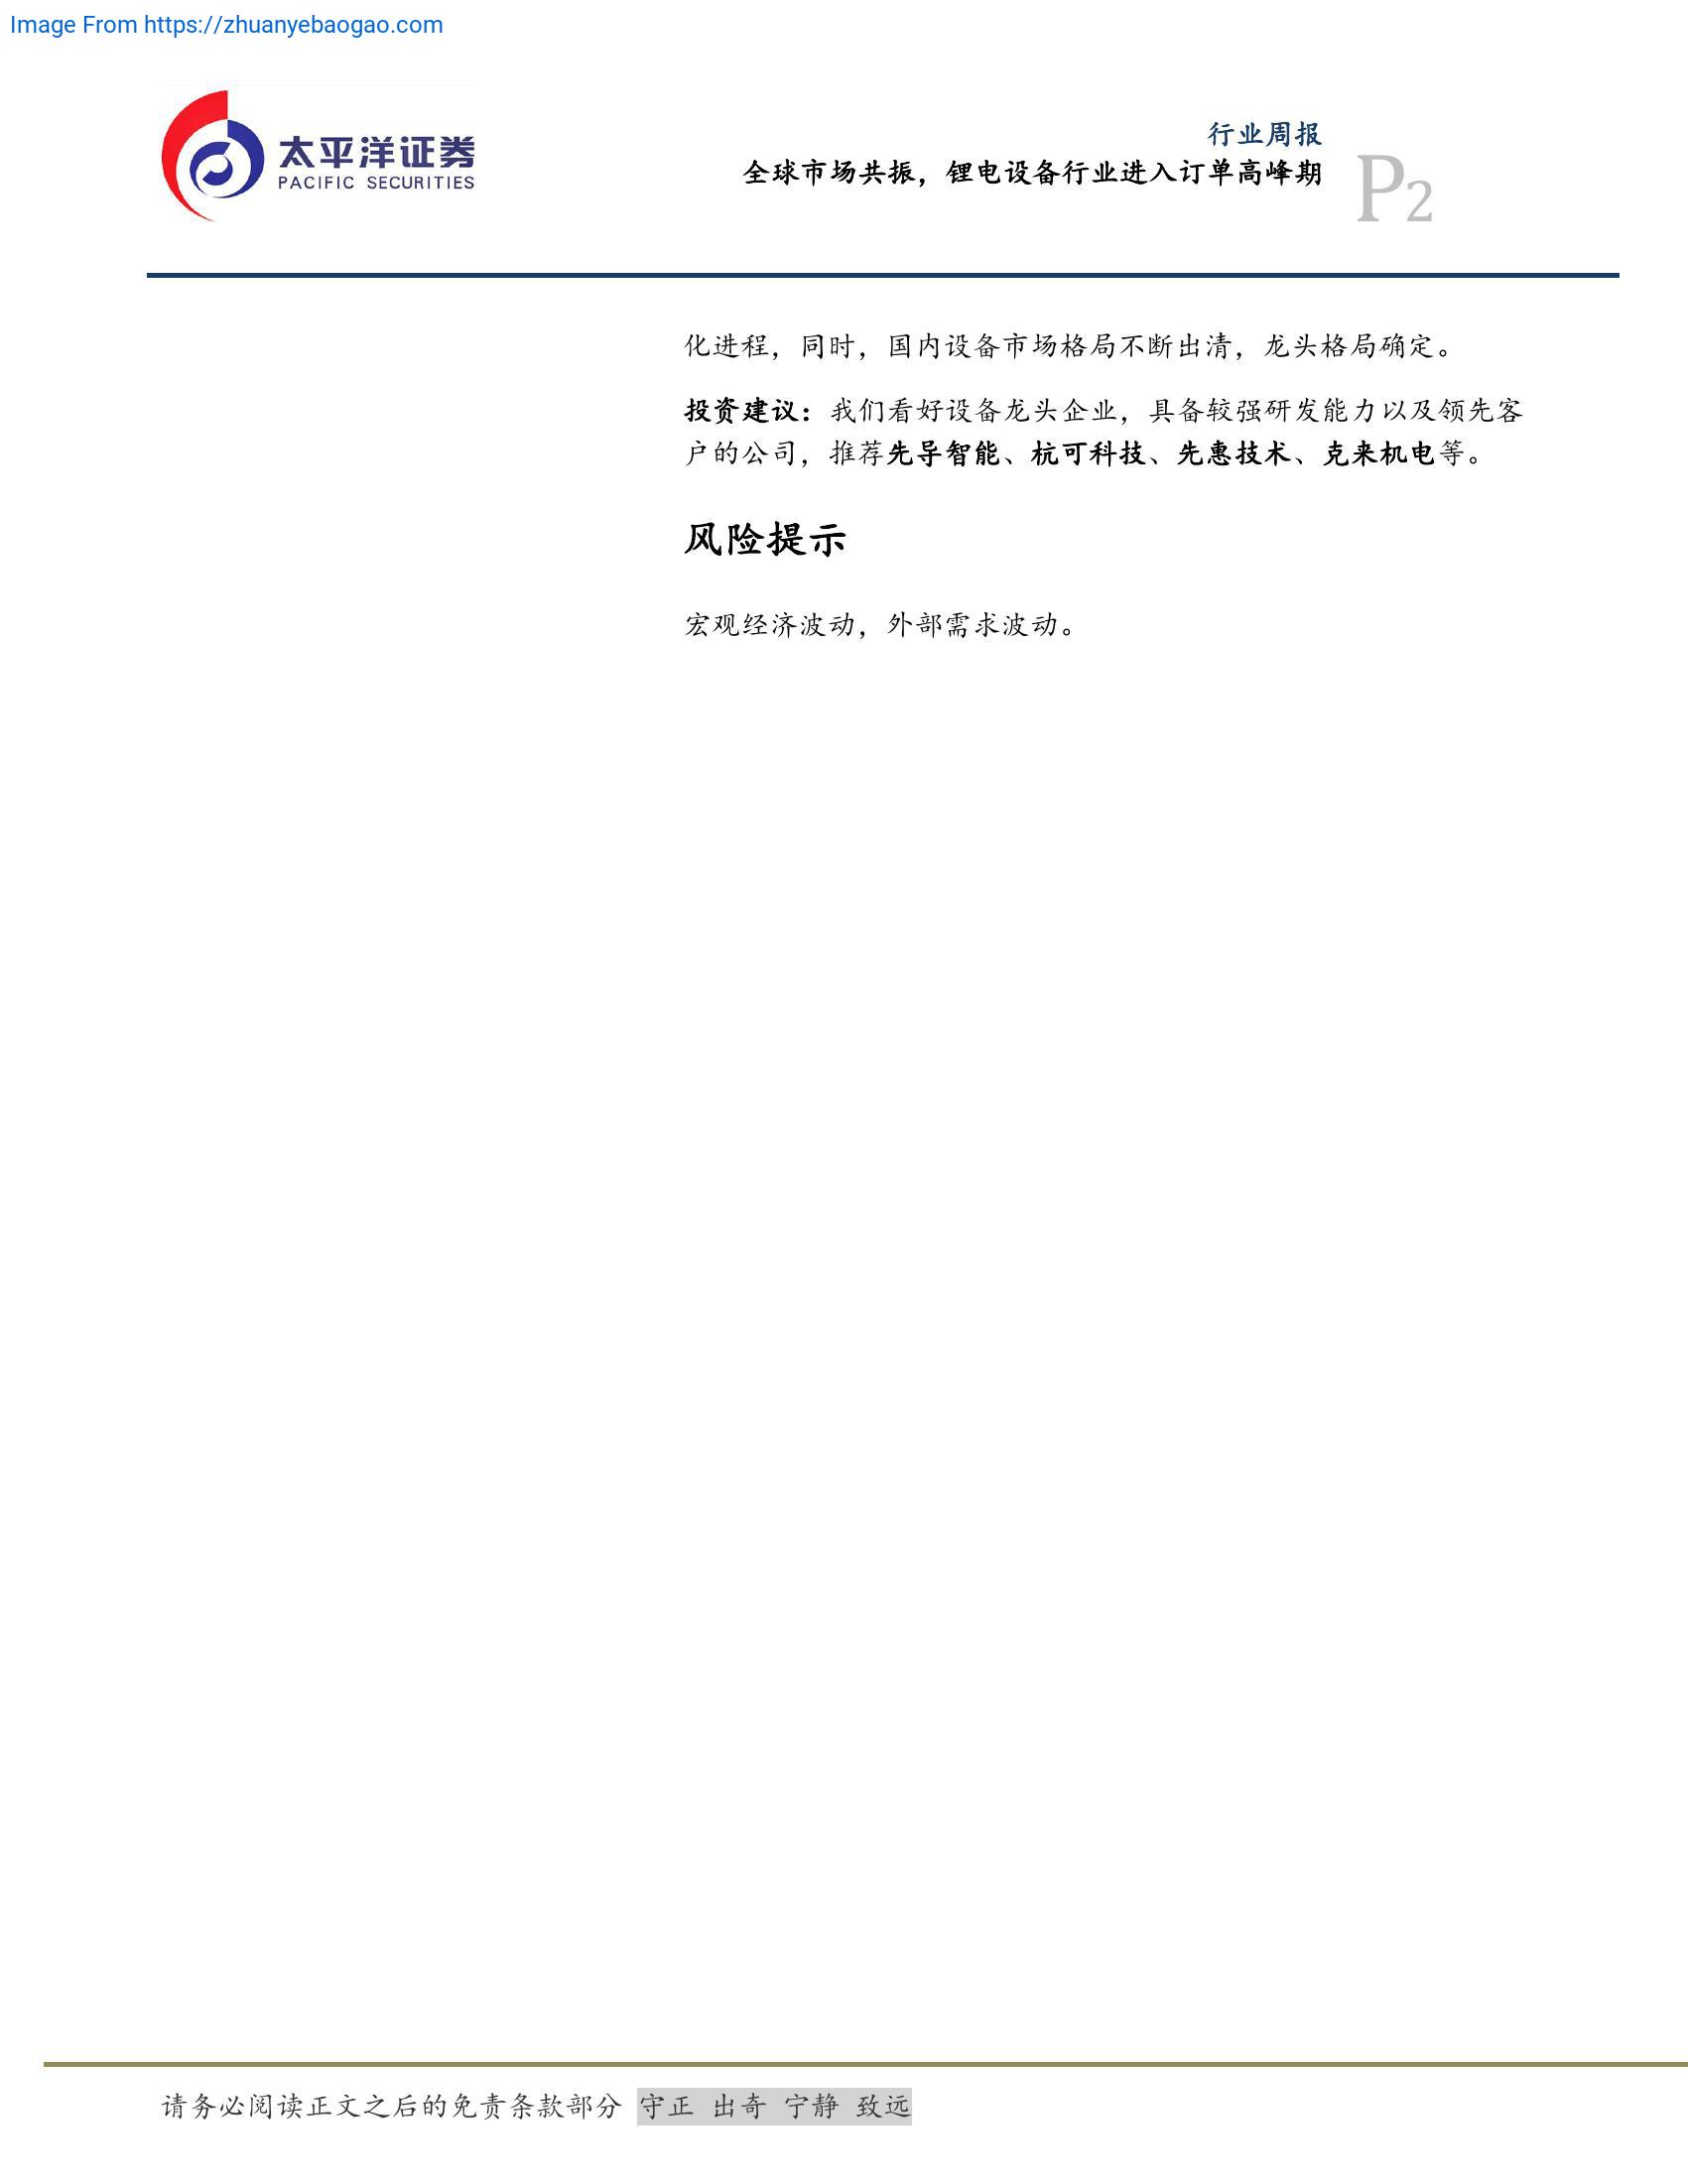 Image From https://zhuanyebaogao.com
太平洋证券
PACIFIC SECURITIES
行业周报
全球市场共振，锂电设备行业进入订单高峰期
P2
化进程，同时，国内设备市场格局不断出清，龙头格局确定。
投资建议：我们看好设备龙头企业，具备较强研发能力以及领先客
户的公司，推荐先导智能、杭可科技、先惠技术、克来机电等。
风险提示
宏观经济波动，外部需求波动。
请务必阅读正文之后的免责条款部分 守正 出奇 宁静 致远